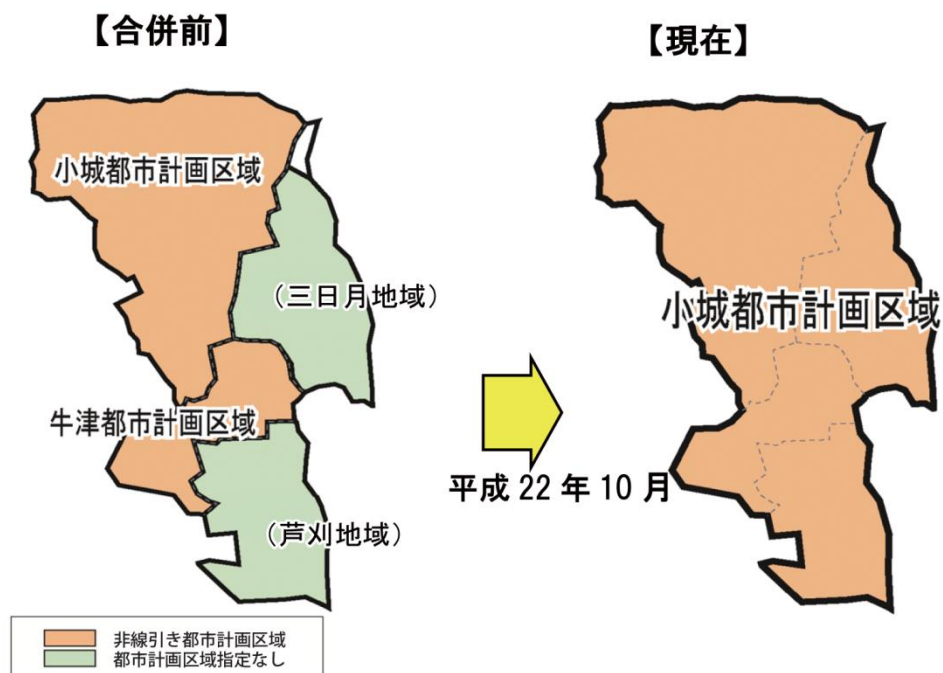 【合併前】
【現在】
小城都市計画区域
（三日月地域）
牛津都市計画区域
（芦刈地域）
小城都市計画区域
平成 22 年 10 月
非線引き都市計画区域
都市計画区域指定なし